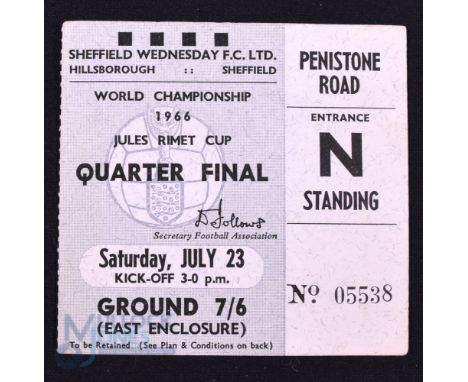 SHEFFIELD WEDNESDAY F.C. LTD.
HILLSBOROUGH :: SHEFFIELD
WORLD CHAMPIONSHIP
1966
JULES RIMET CUP
QUARTER FINAL
D Follows
Secretary Football Association
Saturday, JULY 23
KICK-OFF 3-0 p.m.
GROUND 7/6
(EAST ENCLOSURE)
To be Retained (See Plan & Conditions on back)
PENISTONE
ROAD
ENTRANCE
N
STANDING
No. 05538